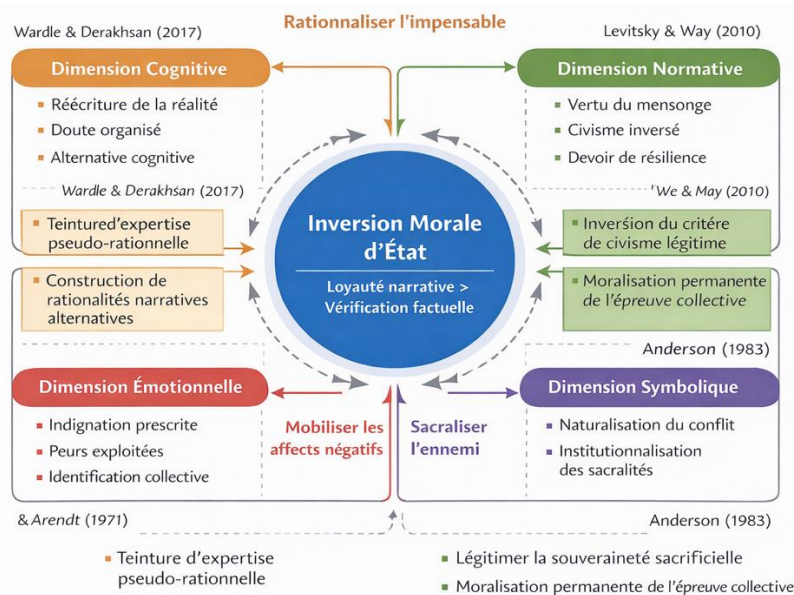 Rationnaliser l'impensable
Wardle & Derakhsan (2017)
Levitsky & Way (2010)
Dimension Cognitive
Dimension Normative
Réécriture de la réalité
Doute organisé
Alternative cognitive
Vertu du mensonge
Civisme inversé
Devoir de résilience
Wardle & Derakhsan (2017)
'We & May (2010)
Teintured'expertise
pseudo-rationnelle
Construction de
rationalités narratives
alternatives
Inversion Morale
d'État
Loyauté narrative >
Vérification factuelle
Inversion du critére
de civisme légitime
Moralisation permanente
de l'épreuve collective
Anderson (1983)
Dimension Émotionnelle
Dimension Symbolique
Indignation prescrite
Peurs exploitées
Identification collective
Mobiliser les
affects négatifs
Sacraliser
l'ennemi
Naturalisation du conflit
Institutionnalisation
des sacralités
& Arendt (1971)
Anderson (1983)
Teinture d'expertise
pseudo-rationnelle
Légitimer la souveraineté sacrificielle
Moralisation permanente de l'épreuve collective